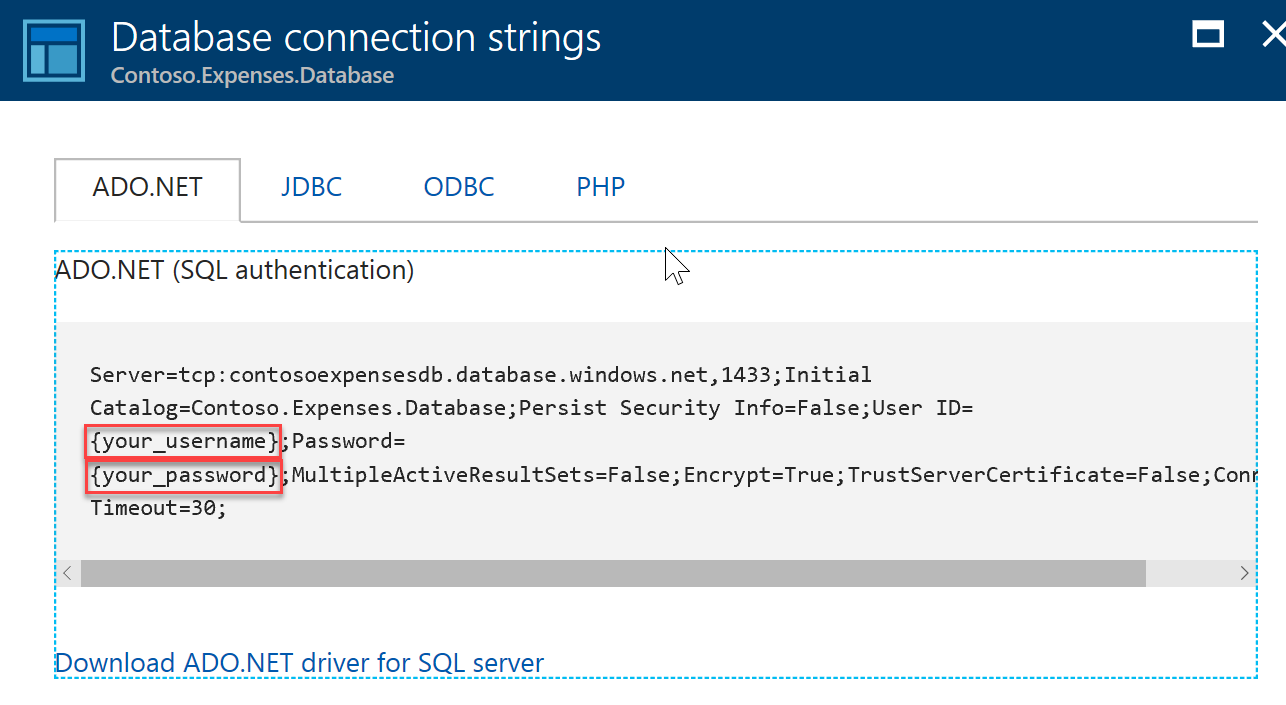 Database connection strings
Contoso.Expenses.Database
ADO.NET JDBC ODBC PHP
ADO.NET (SQL authentication)
Server=tcp:contosoexpensesdb.database.windows.net,1433;Initial
Catalog=Contoso.Expenses.Database;Persist Security Info=False;User ID=
{your_username};Password=
{your_password};MultipleActiveResultSets=False;Encrypt=True;TrustServerCertificate=False;Conn
Timeout=30;
Download ADO.NET driver for SQL server